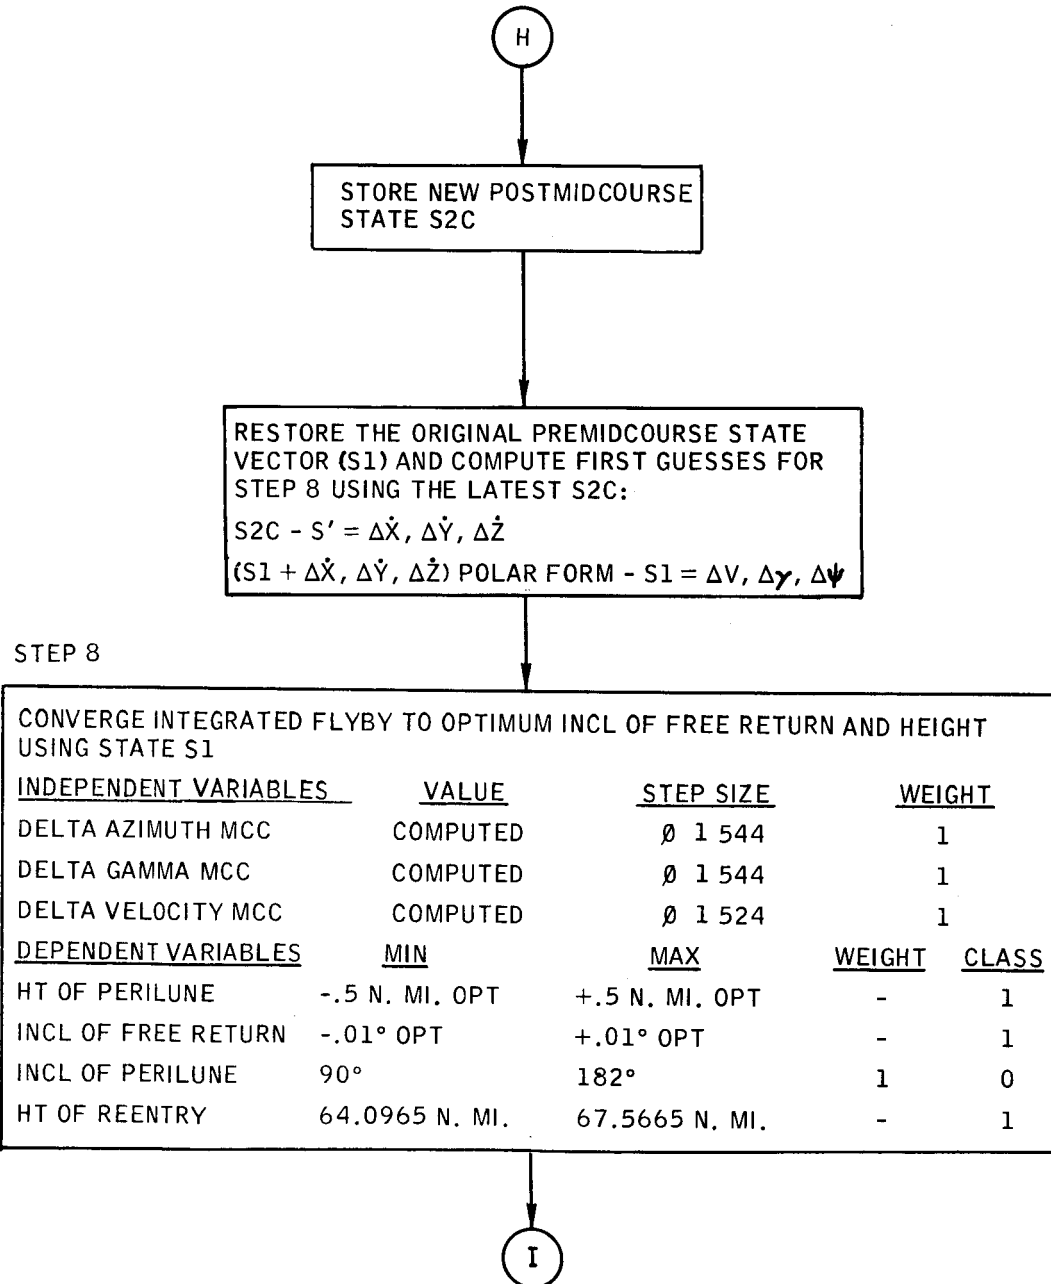 H
STORE NEW POSTMIDCOURSE
STATE S2C
RESTORE THE ORIGINAL PREMIDCOURSE STATE
VECTOR (S1) AND COMPUTE FIRST GUESSES FOR
STEP 8 USING THE LATEST S2C:
S2C - S′ = ΔẊ, ΔẎ, ΔŻ
(S1 + ΔẊ, ΔẎ, ΔŻ) POLAR FORM - S1 = ΔV, Δγ, Δψ
STEP 8
CONVERGE INTEGRATED FLYBY TO OPTIMUM INCL OF FREE RETURN AND HEIGHT
USING STATE S1
INDEPENDENT VARIABLES VALUE STEP SIZE WEIGHT
DELTA AZIMUTH MCC COMPUTED Ø 1 544 1
DELTA GAMMA MCC COMPUTED Ø 1 544 1
DELTA VELOCITY MCC COMPUTED Ø 1 524 1
DEPENDENT VARIABLES MIN MAX WEIGHT CLASS
HT OF PERILUNE -.5 N. MI. OPT +.5 N. MI. OPT - 1
INCL OF FREE RETURN -.01° OPT +.01° OPT - 1
INCL OF PERILUNE 90° 182° 1 0
HT OF REENTRY 64.0965 N. MI. 67.5665 N. MI. - 1
I